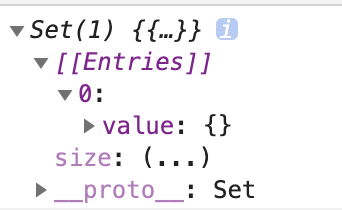 ▼Set(1) {{…}} i
▼[[Entries]]
▼0:
▶value: {}
size: (...)
▶__proto__: Set